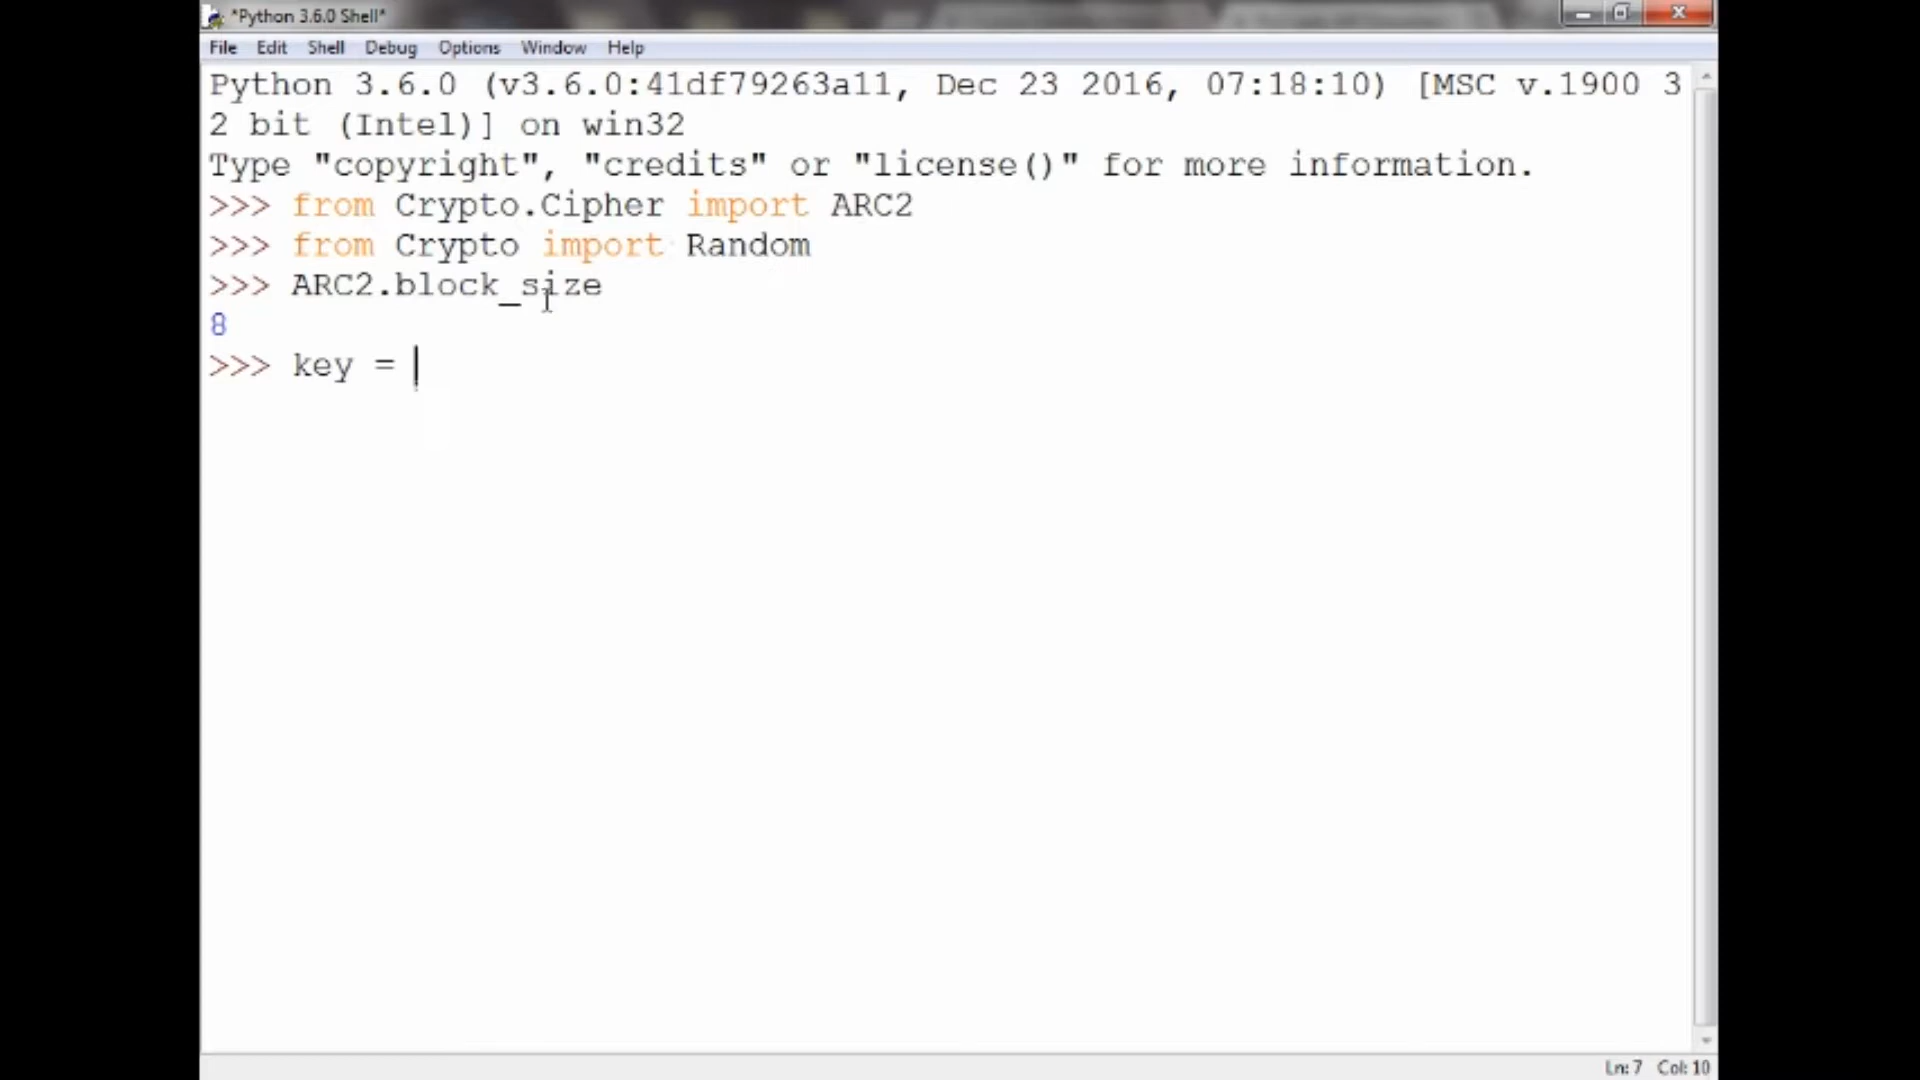 *Python 3.6.0 Shell*
File Edit Shell Debug Options Window Help
Python 3.6.0 (v3.6.0:41df79263a11, Dec 23 2016, 07:18:10) [MSC v.1900 3
2 bit (Intel)] on win32
Type "copyright", "credits" or "license()" for more information.
>>> from Crypto.Cipher import ARC2
>>> from Crypto import Random
>>> ARC2.block_size
8
>>> key =
Ln: 7 Col: 10